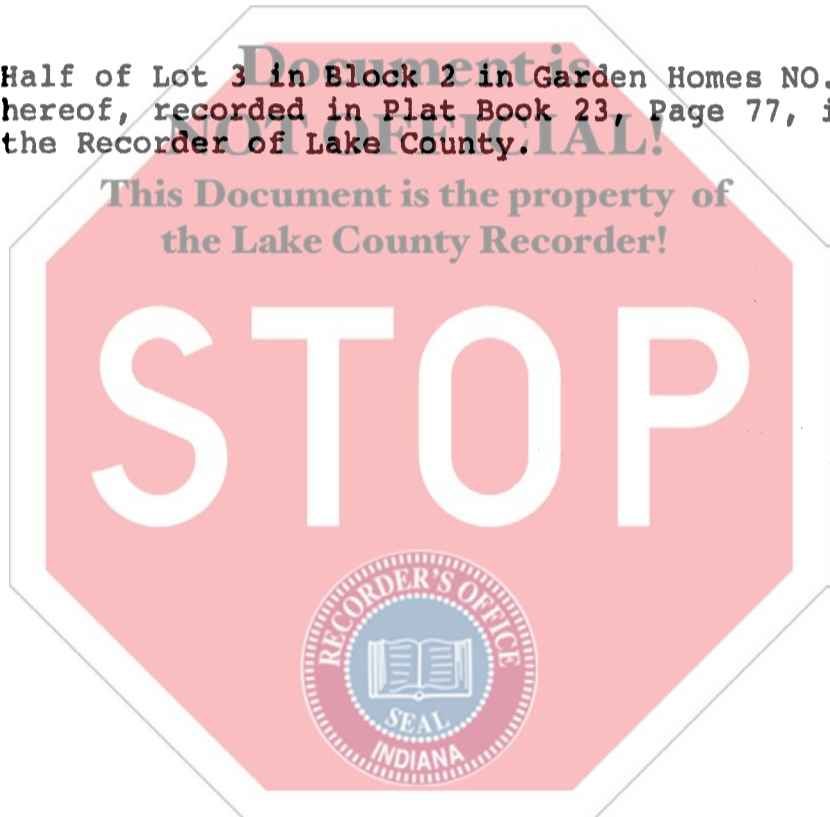 Document is
Half of Lot 3 in Block 2 in Garden Homes NO.
hereof, recorded in Plat Book 23, Page 77, i
NOT OFFICIAL!
the Recorder of Lake County.
This Document is the property of
the Lake County Recorder!
STOP
RECORDER'S OFFICE
SEAL
INDIANA